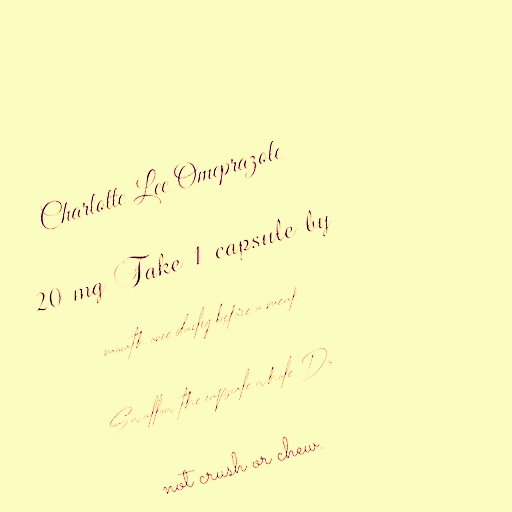 Charlotte Lee Omeprazole
20 mg Take 1 capsule by
mouth once daily before a meal
Swallow the capsule whole Do
not crush or chew.